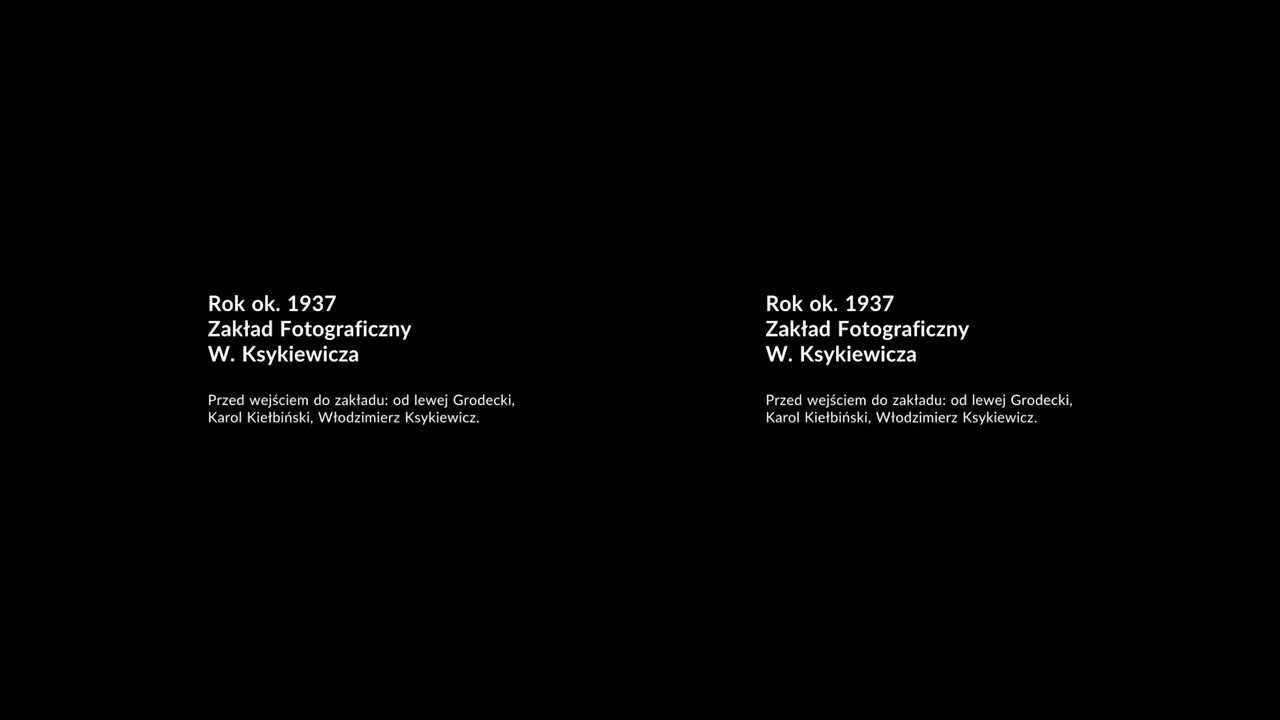 Rok ok. 1937
Zakład Fotograficzny
W. Ksykiewicza
Przed wejściem do zakładu: od lewej Grodecki,
Karol Kiełbiński, Włodzimierz Ksykiewicz.
Rok ok. 1937
Zakład Fotograficzny
W. Ksykiewicza
Przed wejściem do zakładu: od lewej Grodecki,
Karol Kiełbiński, Włodzimierz Ksykiewicz.